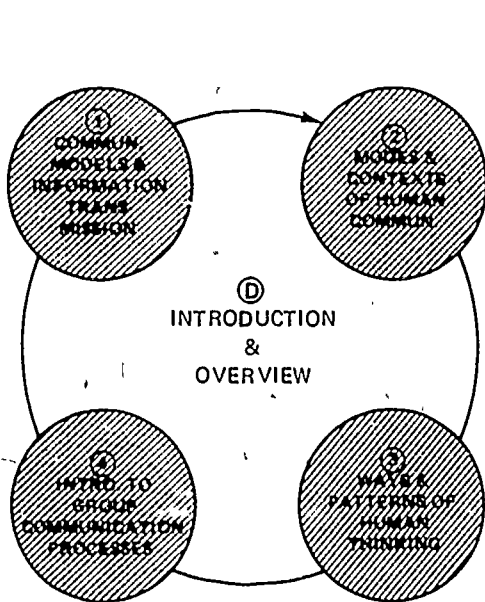 ①
COMMUN.
MODELS &
INFORMATION
TRANS
MISSION
②
MODES &
CONTEXTS
OF HUMAN
COMMUN.
Ⓓ
INTRODUCTION
&
OVERVIEW
④
INTRO. TO
GROUP
COMMUNICATION
PROCESSES
③
WAYS &
PATTERNS OF
HUMAN
THINKING